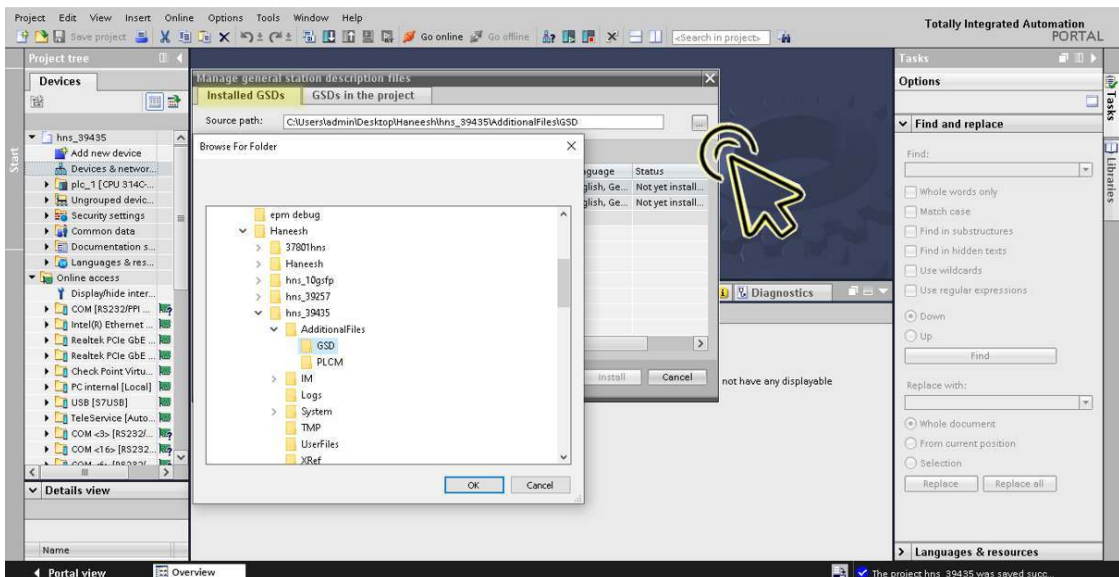 Project Edit View Insert Online Options Tools Window Help
Totally Integrated Automation
PORTAL
Save project Go online Go offline <Search in project>
Project tree
Devices
hns_39435
Add new device
Devices & networ...
plc_1 [CPU 314C-...
Ungrouped devic...
Security settings
Common data
Documentation s...
Languages & res...
Online access
Display/hide inter...
COM [RS232/PPI ...
Intel(R) Ethernet ...
Realtek PCIe GbE ...
Realtek PCIe GbE ...
Check Point Virtu...
PC internal [Local]
USB [S7USB]
TeleService [Auto...
COM <3> [RS232/...
COM <16> [RS232...
Details view
Name
Start
Manage general station description files
Installed GSDs GSDs in the project
Source path: C:\Users\admin\Desktop\Haneesh\hns_39435\AdditionalFiles\GSD
...
Browse For Folder
epm debug
Haneesh
37801hns
Haneesh
hns_10gsfp
hns_39257
hns_39435
AdditionalFiles
GSD
PLCM
IM
Logs
System
TMP
UserFiles
XRef
OK Cancel
nguage Status
glish, Ge... Not yet install...
glish, Ge... Not yet install...
Install Cancel
Diagnostics
not have any displayable
Tasks
Options
Find and replace
Find:
Whole words only
Match case
Find in substructures
Find in hidden texts
Use wildcards
Use regular expressions
Down
Up
Find
Replace with:
Whole document
From current position
Selection
Replace Replace all
Languages & resources
Tasks
Libraries
Portal view Overview
The project hns_39435 was saved succ...